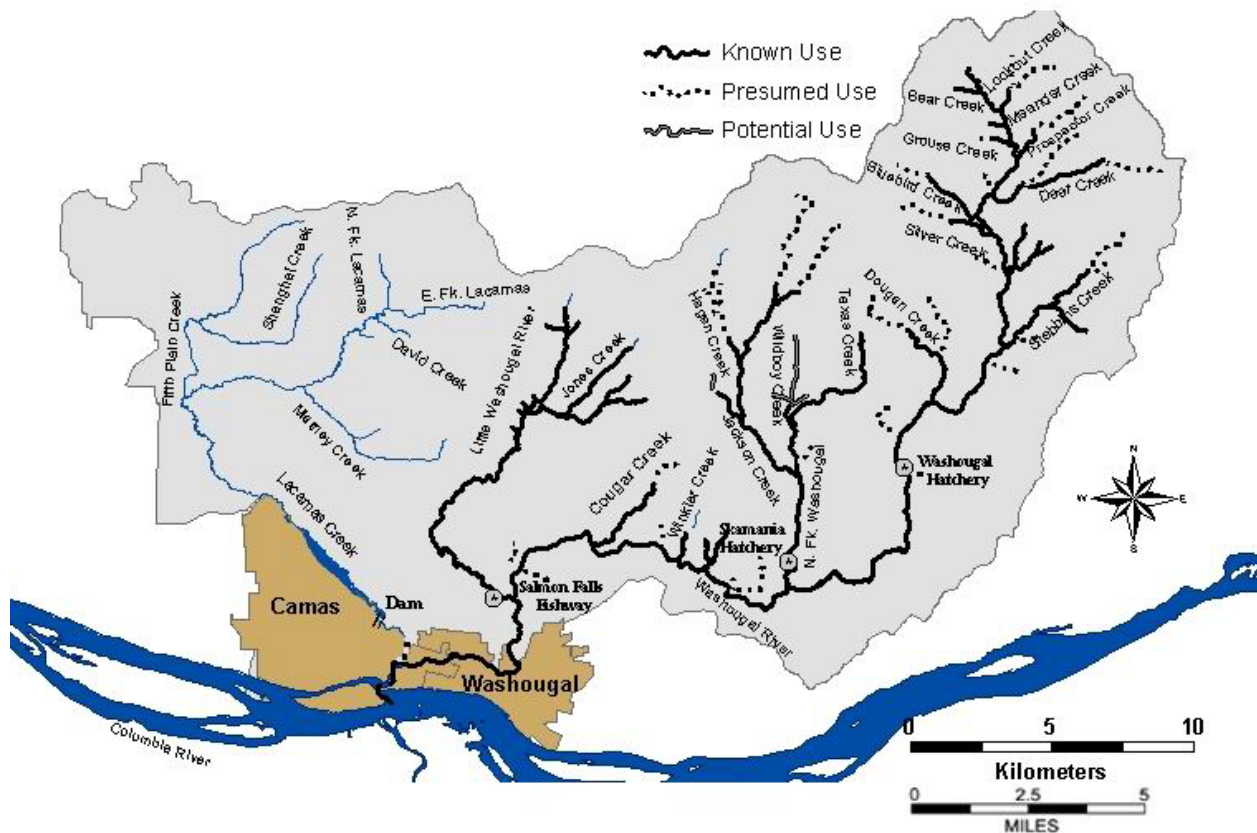 Known Use
Presumed Use
Potential Use
Lookout Creek
Bear Creek
Meander Creek
Prospector Creek
Grouse Creek
Bluebird Creek
Deer Creek
Silver Creek
Stebbins Creek
Dougan Creek
Texas Creek
Wildboy Creek
Hagen Creek
Jackson Creek
N. Fk. Washougal
Washougal
Hatchery
Skamania
Hatchery
Winkler Creek
Cougar Creek
Washougal River
Jones Creek
Little Washougal River
E. Fk. Lacamas
N. Fk. Lacamas
David Creek
Shanghai Creek
Fifth Plain Creek
Matney Creek
Lacamas Creek
Salmon Falls
Fishway
Dam
Camas
Washougal
Columbia River
N
W
E
S
0 5 10
Kilometers
0 2.5 5
MILES